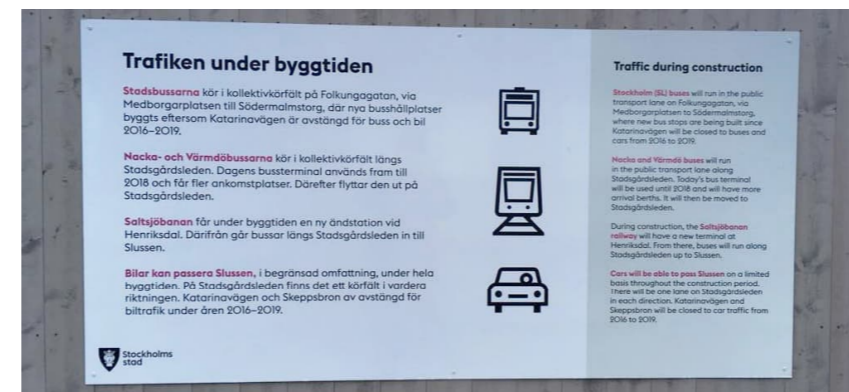 Trafiken under byggtiden
Stadsbussarna kör i kollektivkörfält på Folkungagatan, via
Medborgarplatsen till Södermalmstorg, där nya busshållplatser
byggts eftersom Katarinavägen är avstängd för buss och bil
2016–2019.
Nacka- och Värmdöbussarna kör i kollektivkörfält längs
Stadsgårdsleden. Dagens bussterminal används fram till
2018 och får fler ankomstplatser. Därefter flyttar den ut på
Stadsgårdsleden.
Saltsjöbanan får under byggtiden en ny ändstation vid
Henriksdal. Därifrån går bussar längs Stadsgårdsleden in till
Slussen.
Bilar kan passera Slussen, i begränsad omfattning, under hela
byggtiden. På Stadsgårdsleden finns det ett körfält i vardera
riktningen. Katarinavägen och Skeppsbron av avstängd för
biltrafik under åren 2016–2019.
Stockholms
stad
Traffic during construction
Stockholm (SL) buses will run in the public
transport lane on Folkungagatan, via
Medborgarplatsen to Södermalmstorg,
where new bus stops are being built since
Katarinavägen will be closed to buses and
cars from 2016 to 2019.
Nacka and Värmdö buses will run
in the public transport lane along
Stadsgårdsleden. Today's bus terminal
will be used until 2018 and will have more
arrival berths. It will then be moved to
Stadsgårdsleden.
During construction, the Saltsjöbanan
railway will have a new terminal at
Henriksdal. From there, buses will run along
Stadsgårdsleden up to Slussen.
Cars will be able to pass Slussen on a limited
basis throughout the construction period.
There will be one lane on Stadsgårdsleden
in each direction. Katarinavägen and
Skeppsbron will be closed to car traffic from
2016 to 2019.